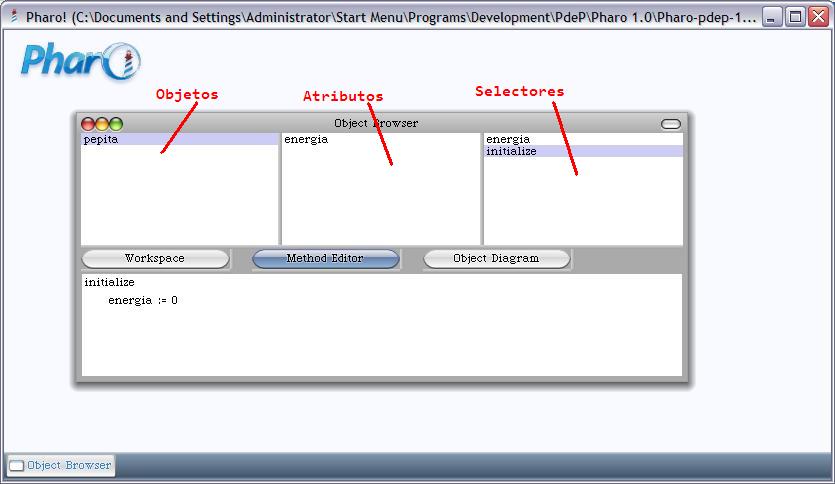 Pharo! (C:\Documents and Settings\Administrator\Start Menu\Programs\Development\PdeP\Pharo 1.0\Pharo-pdep-1...
Pharo
Objetos Atributos Selectores
Object Browser
pepita energia energia
initialize
Workspace Method Editor Object Diagram
initialize
energia := 0
Object Browser